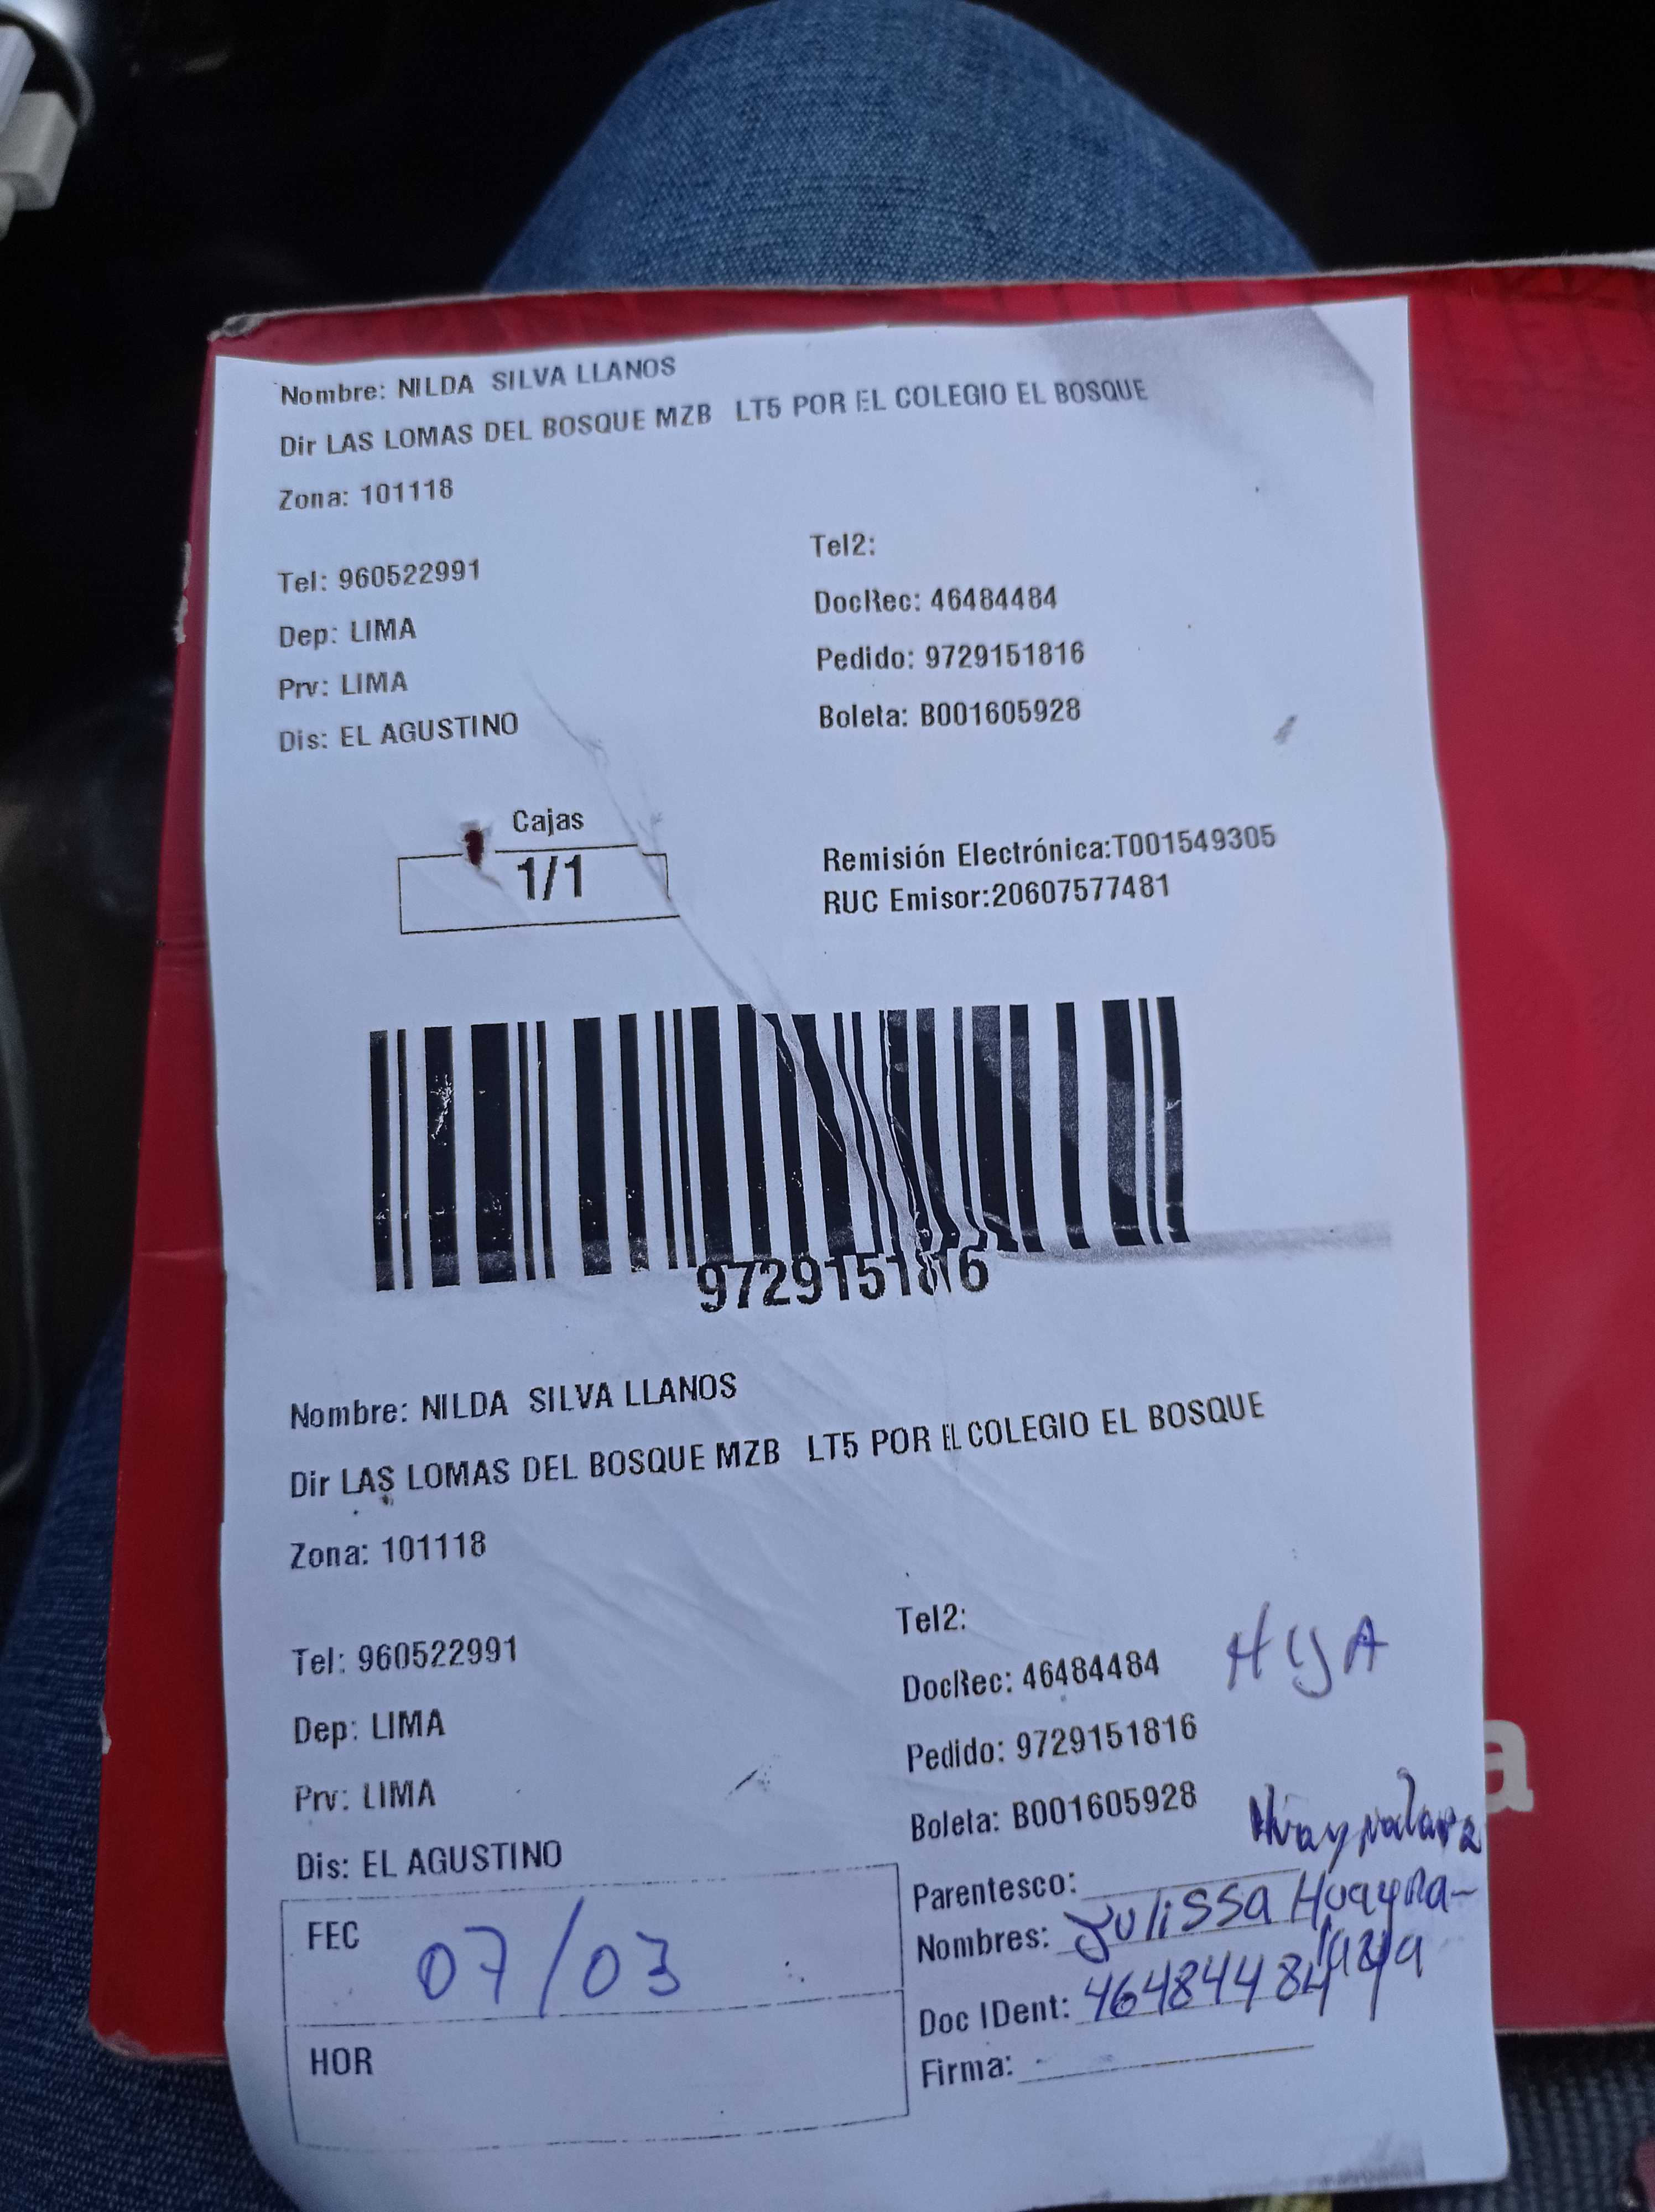 Nombre: NILDA SILVA LLANOS
Dir LAS LOMAS DEL BOSQUE MZB LT5 POR EL COLEGIO EL BOSQUE
Zona: 101118
Tel: 960522991
Dep: LIMA
Prv: LIMA
Dis: EL AGUSTINO
Tel2:
DocRec: 46484484
Pedido: 9729151816
Boleta: B001605928
Cajas
1/1
Remisión Electrónica:T001549305
RUC Emisor:20607577481
9729151816
Nombre: NILDA SILVA LLANOS
Dir LAS LOMAS DEL BOSQUE MZB LT5 POR EL COLEGIO EL BOSQUE
Zona: 101118
Tel: 960522991
Dep: LIMA
Prv: LIMA
Dis: EL AGUSTINO
Tel2:
DocRec: 46484484
HYA
Pedido: 9729151816
Boleta: B001605928
Parentesco:
Nombres: Julissa Huayna-
Doc IDent: 46484484
Firma:
FEC 07/03
HOR
a